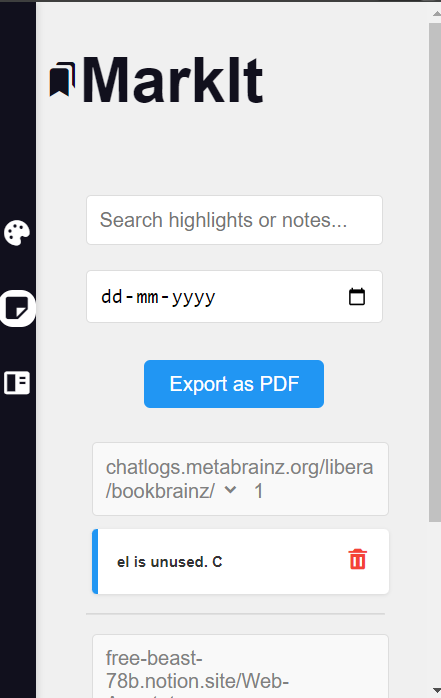 MarkIt
Search highlights or notes...
dd-mm-yyyy
Export as PDF
chatlogs.metabrainz.org/libera
/bookbrainz/ 1
el is unused. C
free-beast-
78b.notion.site/Web-